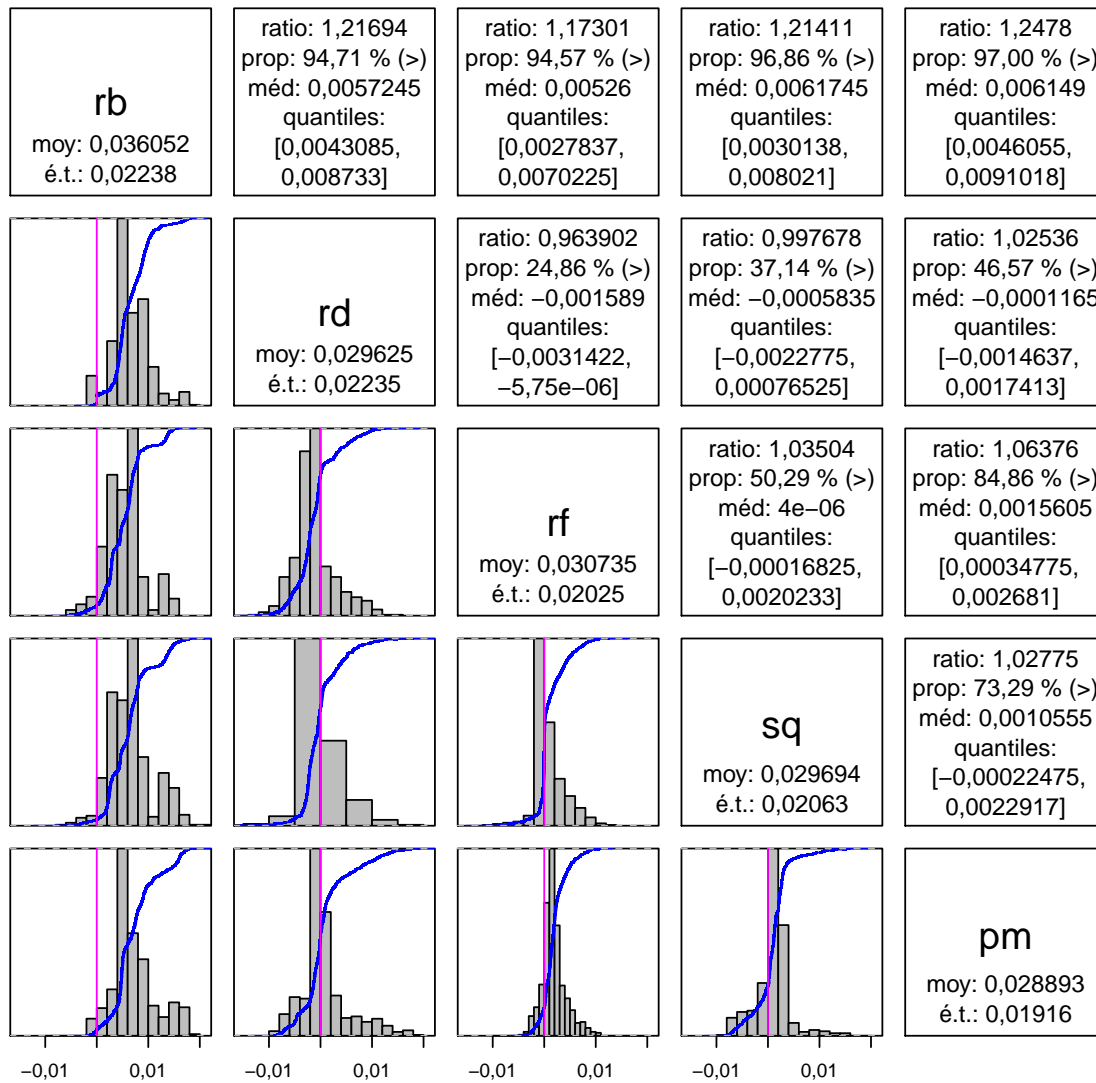 rb
moy: 0,036052
é.t.: 0,02238
ratio: 1,21694
prop: 94,71 % (>)
méd: 0,0057245
quantiles:
[0,0043085,
0,008733]
ratio: 1,17301
prop: 94,57 % (>)
méd: 0,00526
quantiles:
[0,0027837,
0,0070225]
ratio: 1,21411
prop: 96,86 % (>)
méd: 0,0061745
quantiles:
[0,0030138,
0,008021]
ratio: 1,2478
prop: 97,00 % (>)
méd: 0,006149
quantiles:
[0,0046055,
0,0091018]
rd
moy: 0,029625
é.t.: 0,02235
ratio: 0,963902
prop: 24,86 % (>)
méd: −0,001589
quantiles:
[−0,0031422,
−5,75e−06]
ratio: 0,997678
prop: 37,14 % (>)
méd: −0,0005835
quantiles:
[−0,0022775,
0,00076525]
ratio: 1,02536
prop: 46,57 % (>)
méd: −0,0001165
quantiles:
[−0,0014637,
0,0017413]
rf
moy: 0,030735
é.t.: 0,02025
ratio: 1,03504
prop: 50,29 % (>)
méd: 4e−06
quantiles:
[−0,00016825,
0,0020233]
ratio: 1,06376
prop: 84,86 % (>)
méd: 0,0015605
quantiles:
[0,00034775,
0,002681]
sq
moy: 0,029694
é.t.: 0,02063
ratio: 1,02775
prop: 73,29 % (>)
méd: 0,0010555
quantiles:
[−0,00022475,
0,0022917]
pm
moy: 0,028893
é.t.: 0,01916
−0,01 0,01 −0,01 0,01 −0,01 0,01 −0,01 0,01